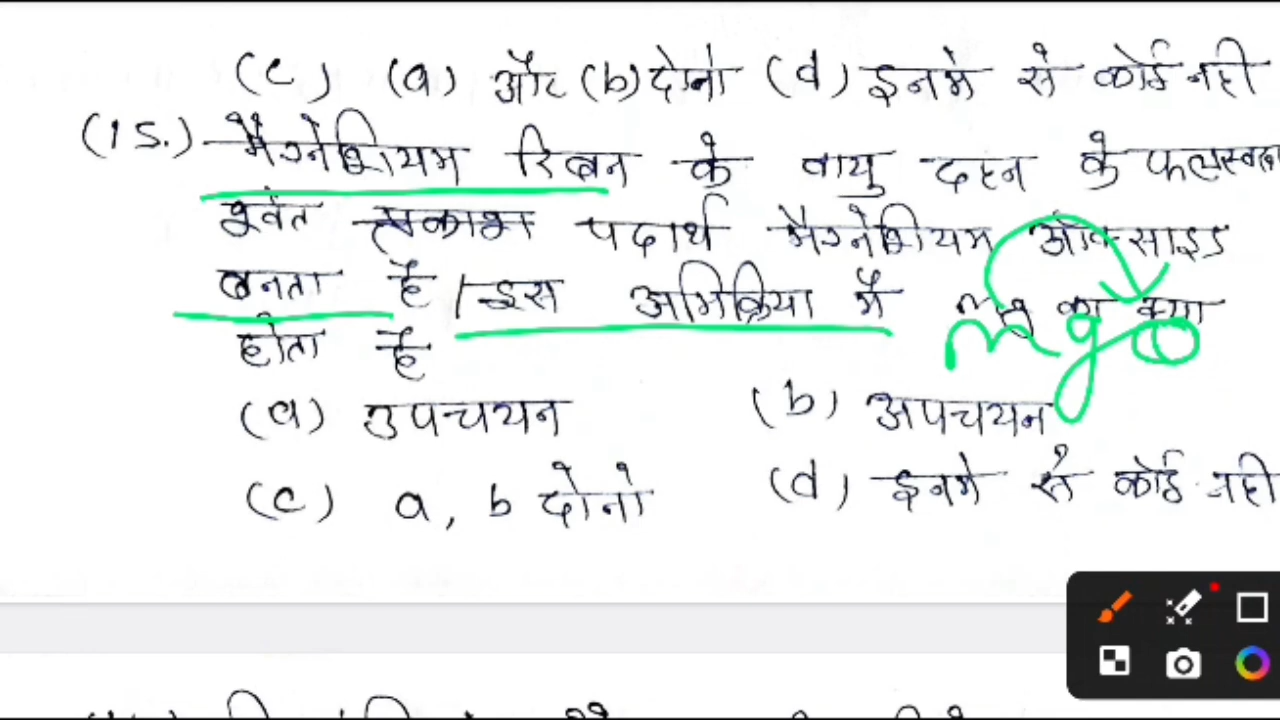 (c) (a) और (b) दोनो (d) इनमे से कोई नही
(15.) मैग्नेशियम रिबन के वायु दहन के फलस्वरूप
श्वेत पदार्थ मैग्नेशियम ऑक्साइड
बनता है। इस अभिक्रिया मे mg का क्या
mgO
होता है
(a) उपचयन (b) अपचयन
(c) a, b दोनो (d) इनमे से कोई नही